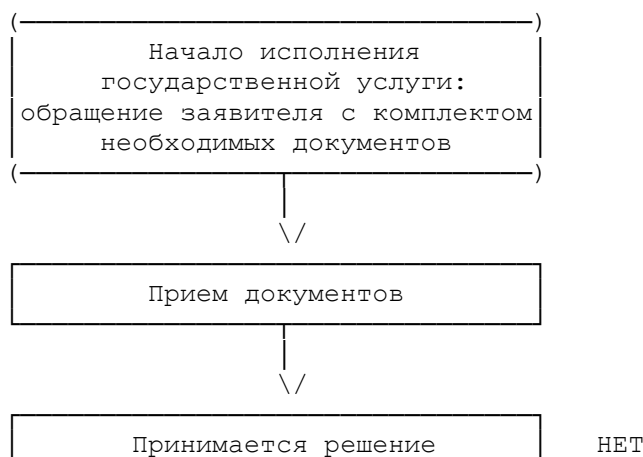 Начало исполнения
государственной услуги:
обращение заявителя с комплектом
необходимых документов
Прием документов
Принимается решение НЕТ